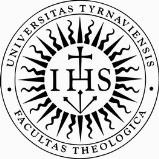 UNIVERSITAS TYRNAVIENSIS
IHS
FACULTAS THEOLOGICA